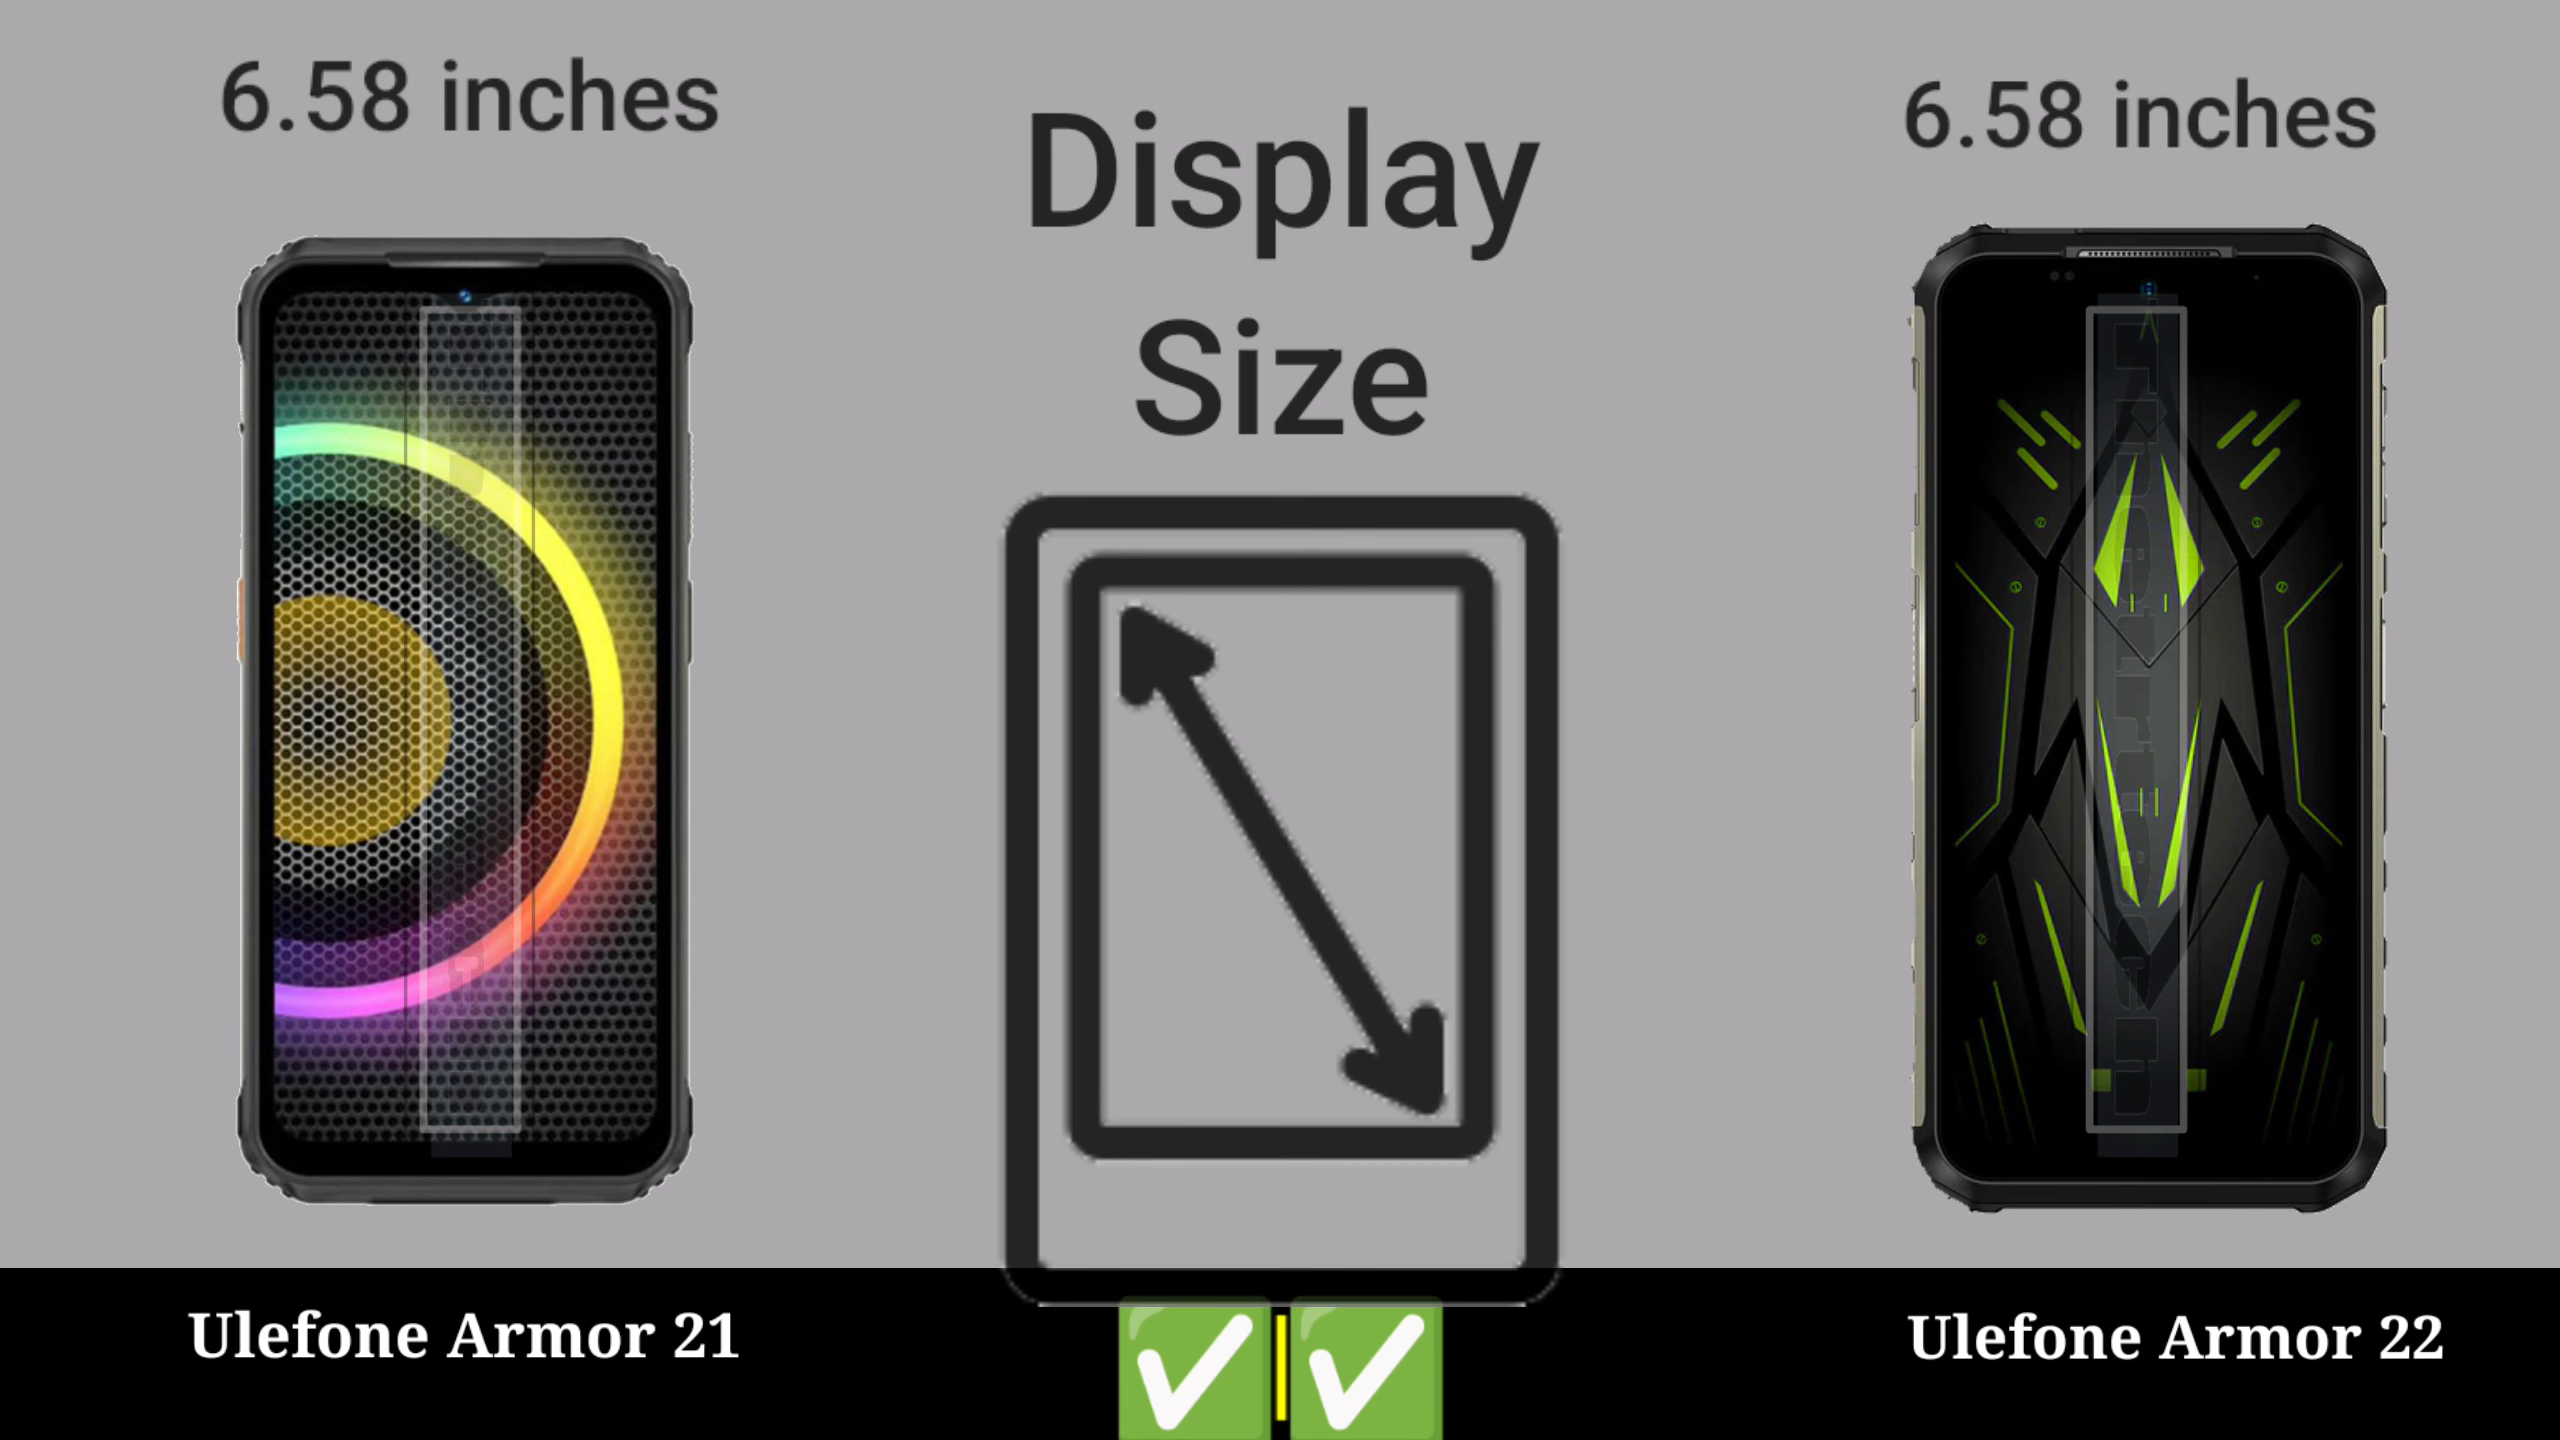 6.58 inches
Display
Size
6.58 inches
Ulefone Armor 21
Ulefone Armor 22